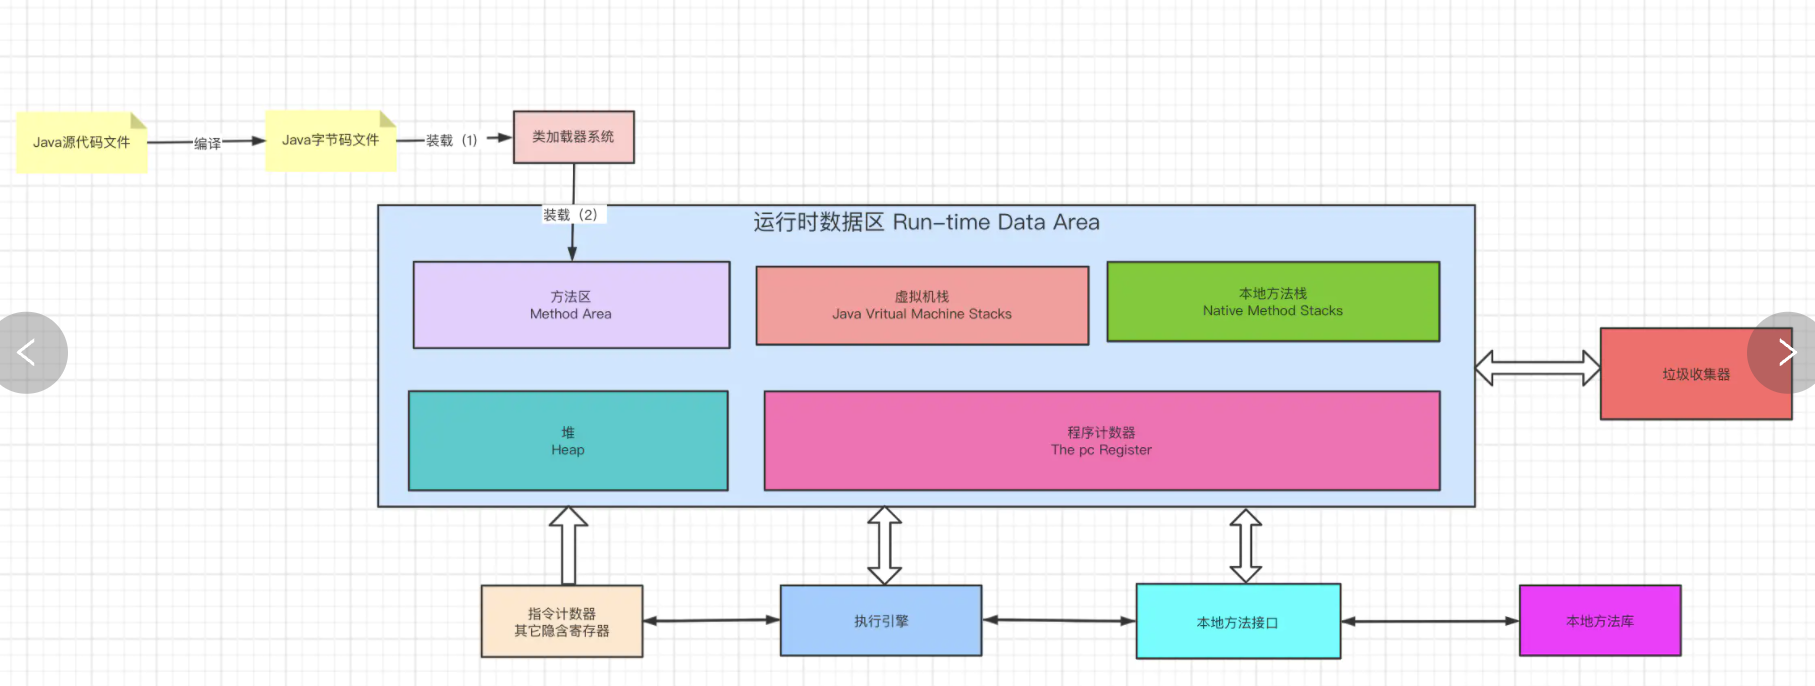 Java源代码文件
编译
Java字节码文件
装载（1）
类加载器系统
装载（2）
运行时数据区 Run-time Data Area
方法区
Method Area
虚拟机栈
Java Vritual Machine Stacks
本地方法栈
Native Method Stacks
堆
Heap
程序计数器
The pc Register
垃圾收集器
指令计数器
其它隐含寄存器
执行引擎
本地方法接口
本地方法库